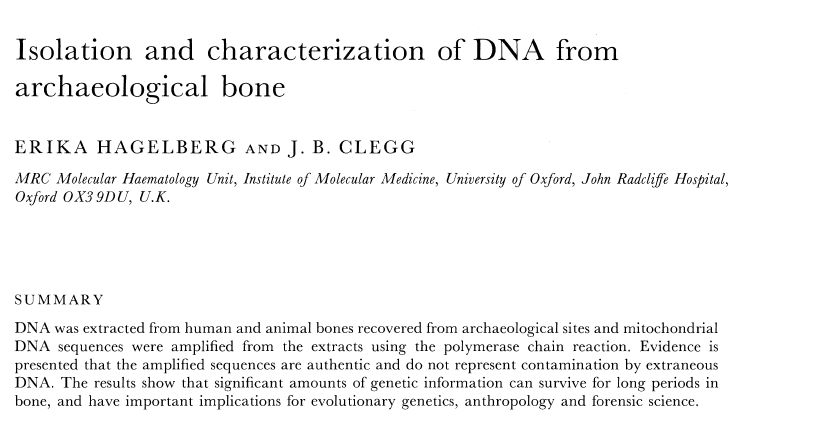 Isolation and characterization of DNA from
archaeological bone
ERIKA HAGELBERG AND J. B. CLEGG
MRC Molecular Haematology Unit, Institute of Molecular Medicine, University of Oxford, John Radcliffe Hospital,
Oxford OX3 9DU, U.K.
SUMMARY
DNA was extracted from human and animal bones recovered from archaeological sites and mitochondrial
DNA sequences were amplified from the extracts using the polymerase chain reaction. Evidence is
presented that the amplified sequences are authentic and do not represent contamination by extraneous
DNA. The results show that significant amounts of genetic information can survive for long periods in
bone, and have important implications for evolutionary genetics, anthropology and forensic science.